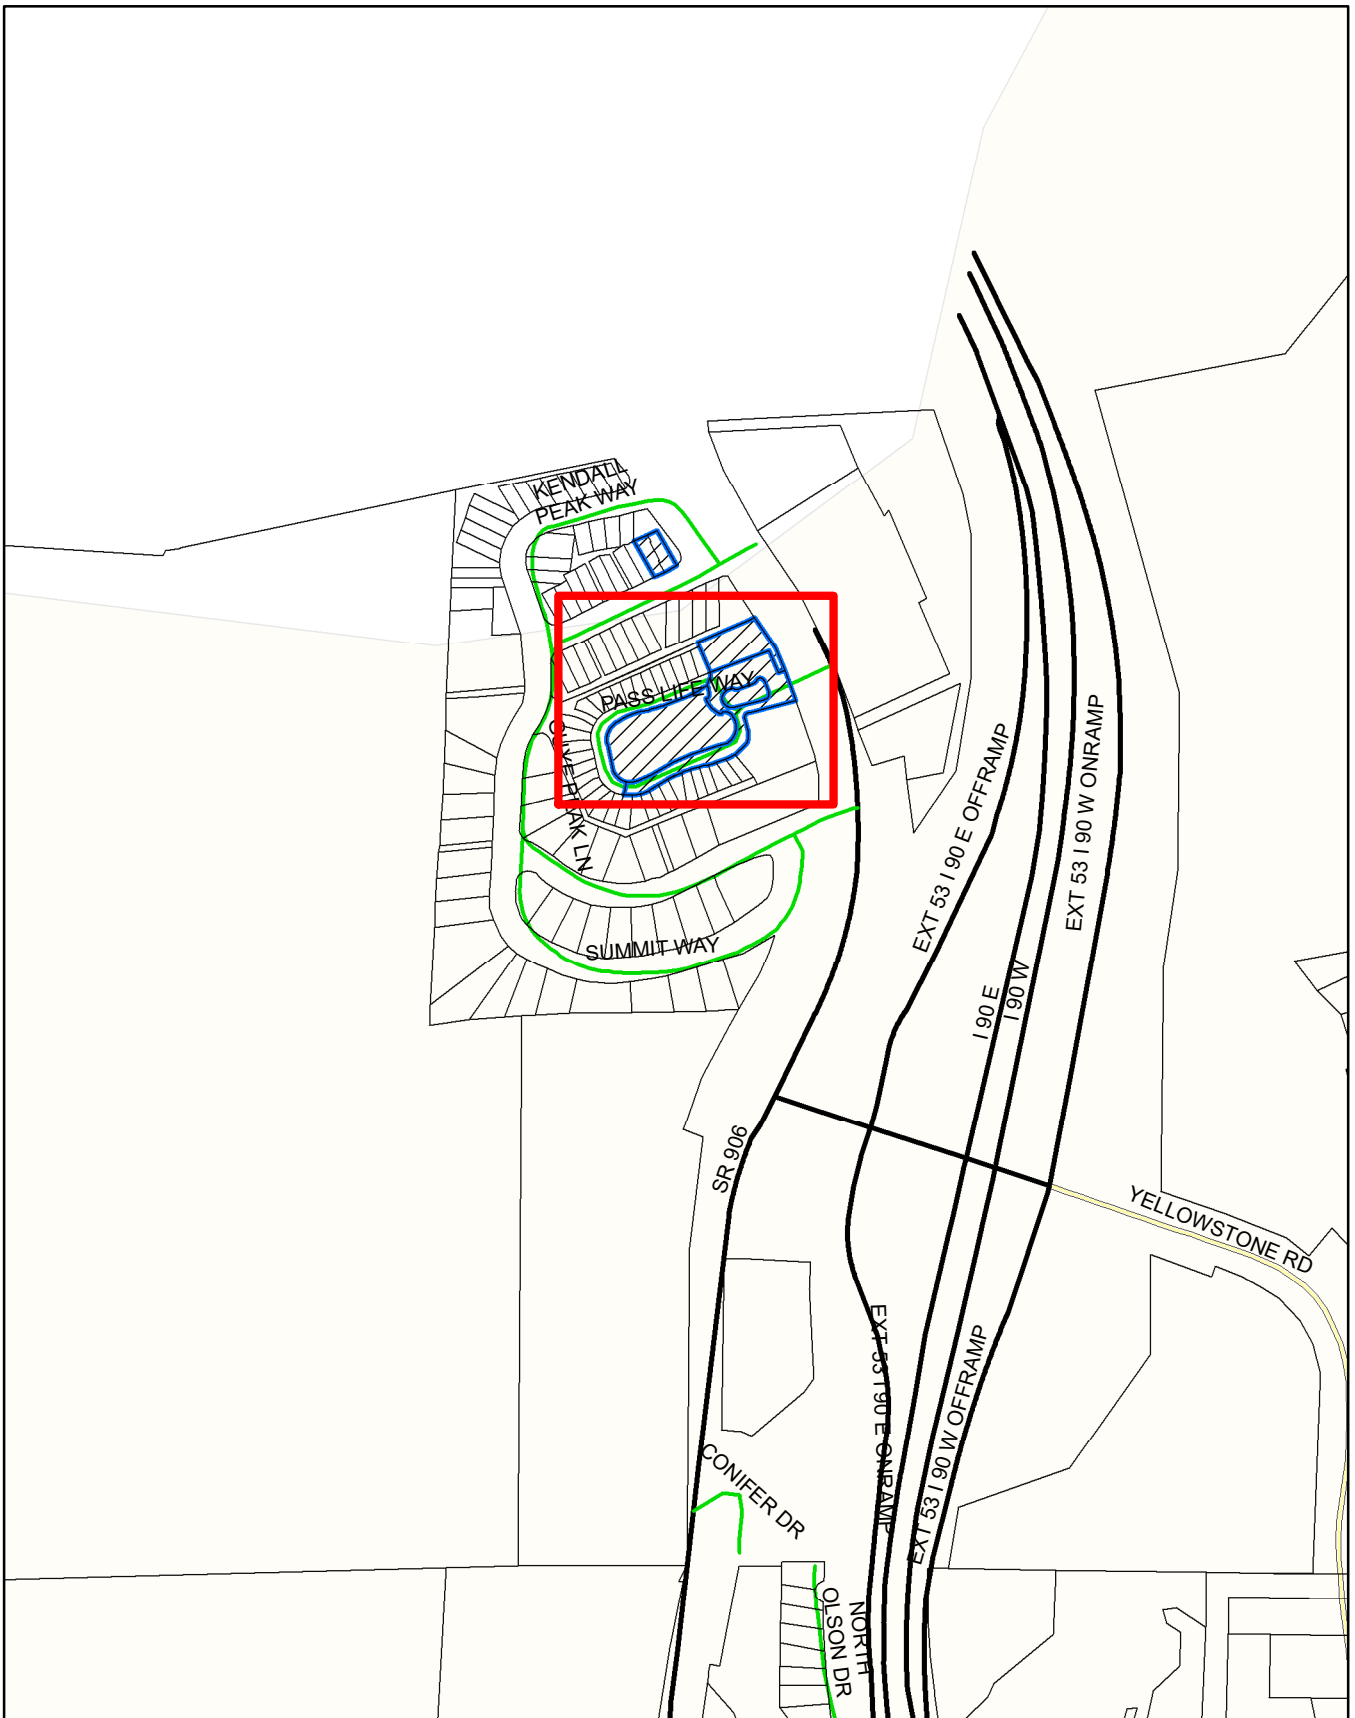 KENDALL
PEAK WAY
PASS LIFE WAY
SUMMIT WAY
EXT 53 I 90 E OFFRAMP
EXT 53 I 90 W ONRAMP
I 90 E
I 90 W
SR 906
YELLOWSTONE RD
EXT 53 I 90 E ONRAMP
EXT 53 I 90 W OFFRAMP
CONIFER DR
NORTH
OLSON DR